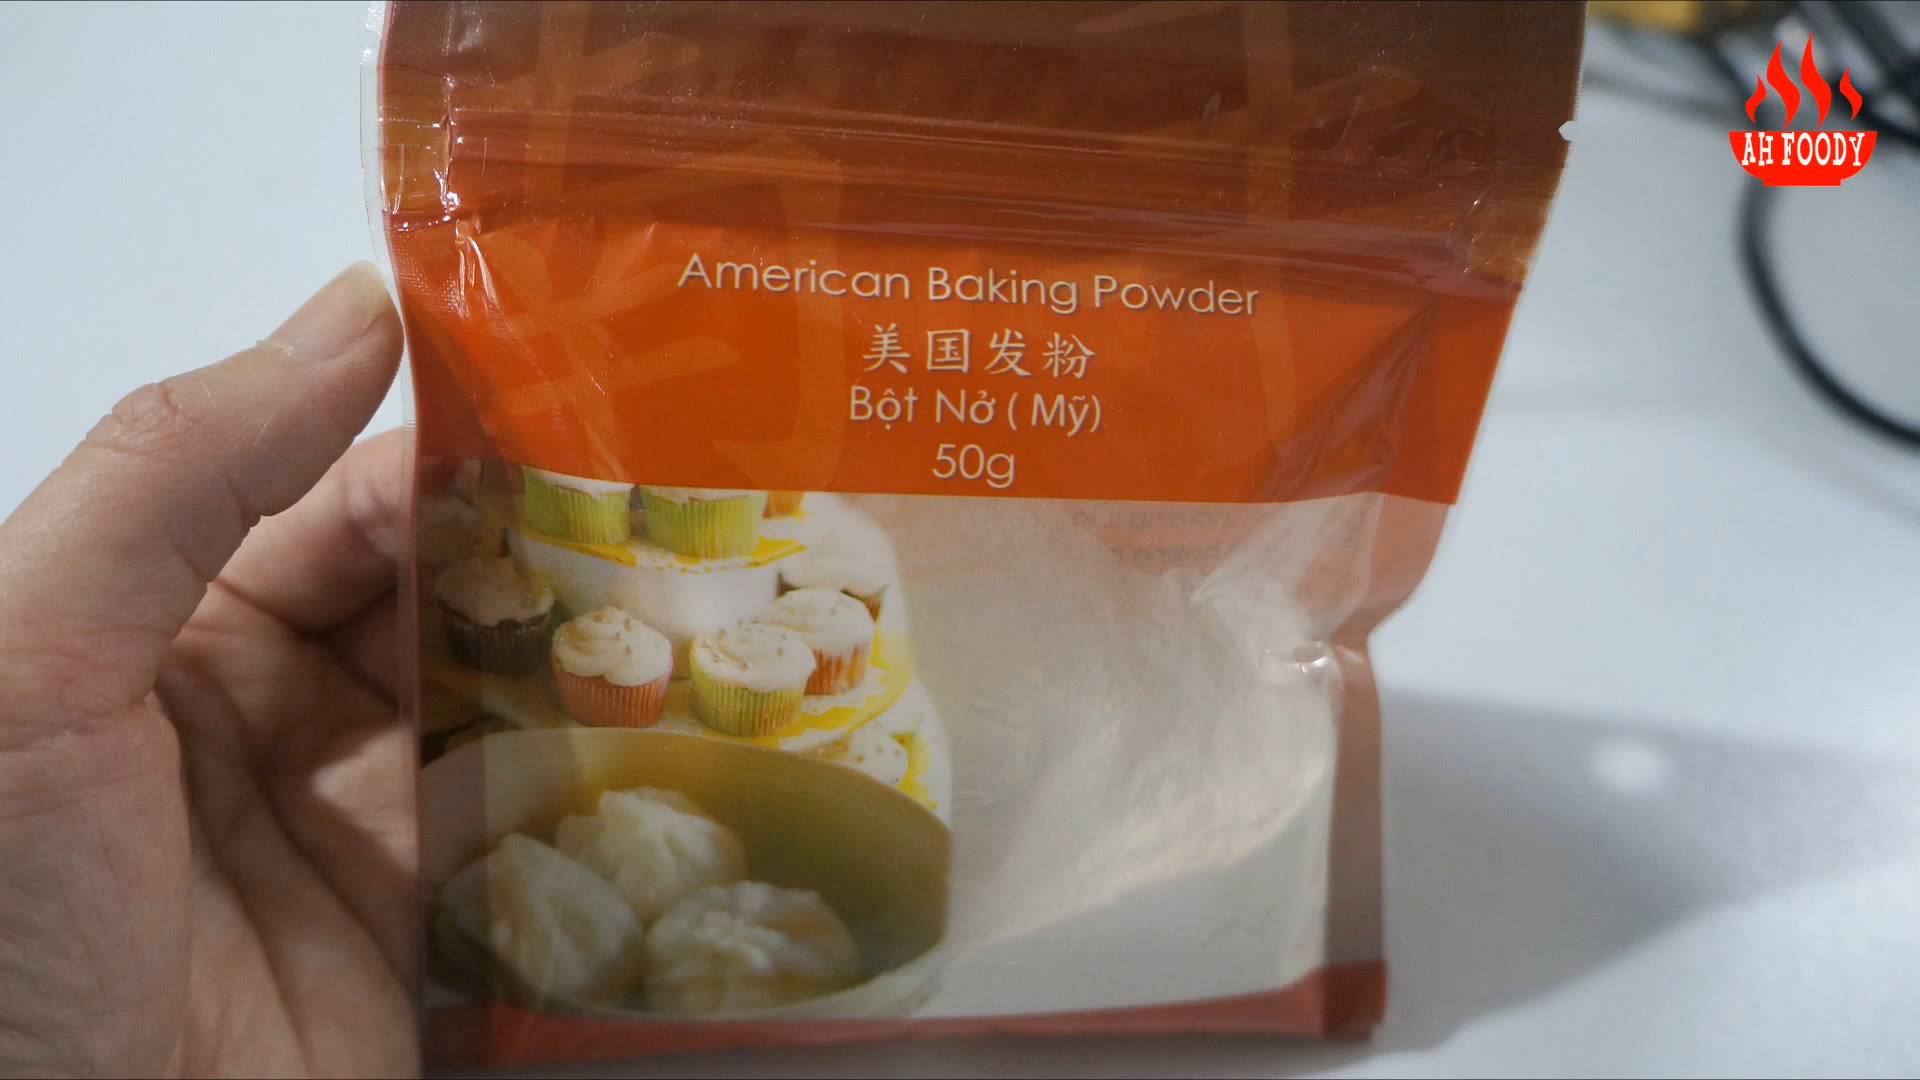 AH FOODY
American Baking Powder
美国发粉
Bột Nở ( Mỹ)
50g